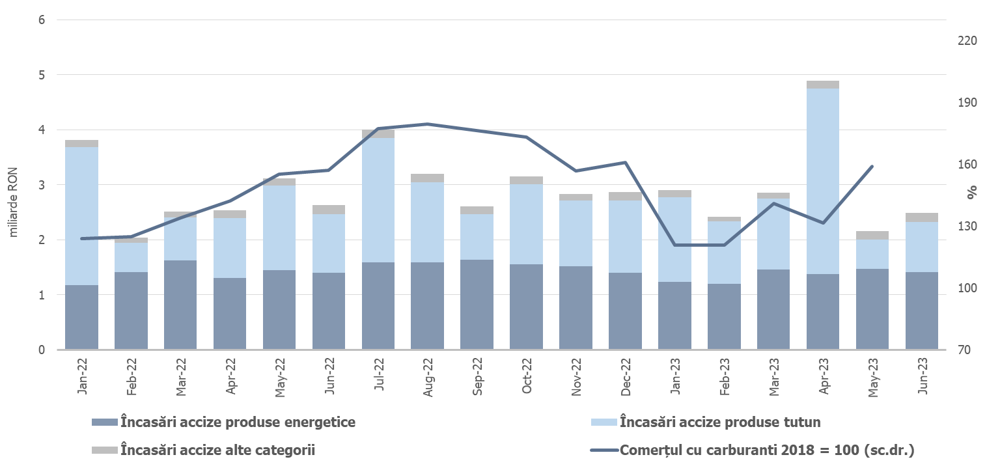 6
5
4
3
2
1
0
miliarde RON
220
190
160
130
100
70
%
Jan-22
Feb-22
Mar-22
Apr-22
May-22
Jun-22
Jul-22
Aug-22
Sep-22
Oct-22
Nov-22
Dec-22
Jan-23
Feb-23
Mar-23
Apr-23
May-23
Jun-23
Încasări accize produse energetice
Încasări accize produse tutun
Încasări accize alte categorii
Comerțul cu carburanti 2018 = 100 (sc.dr.)